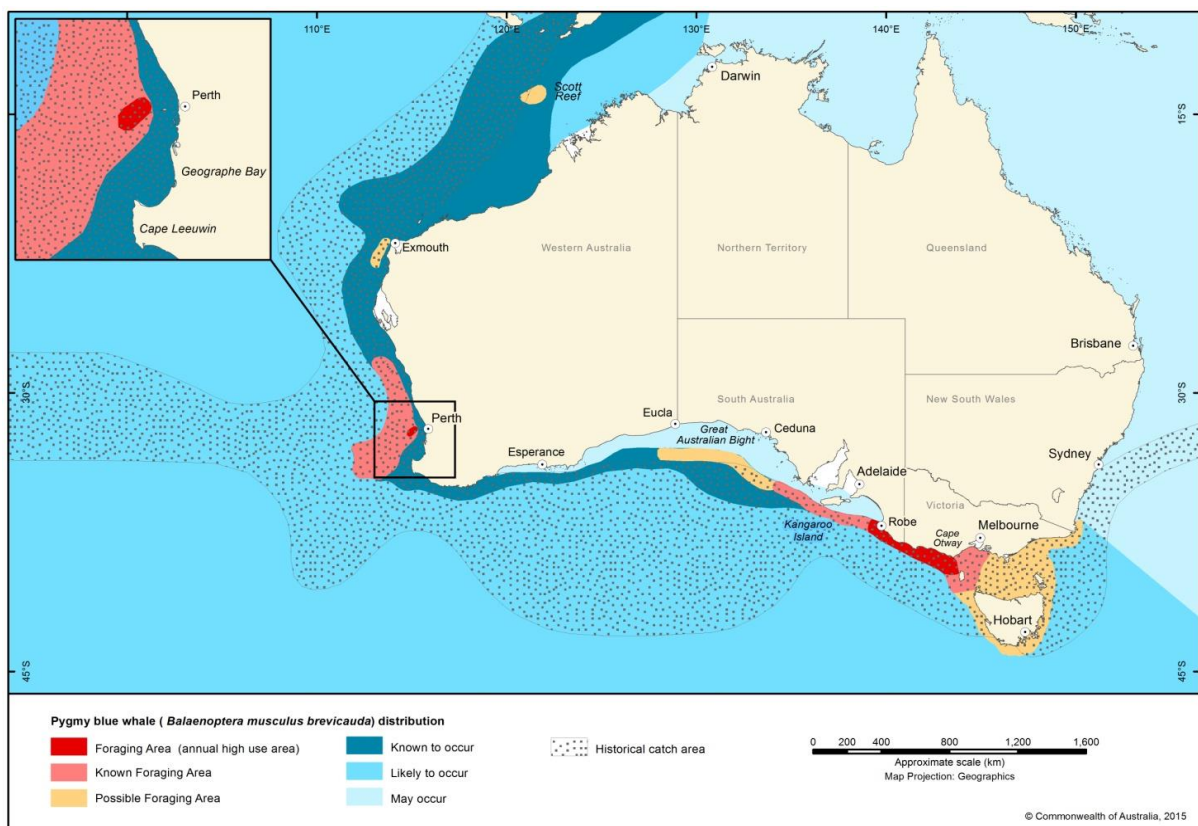 110°E
120°E
130°E
140°E
150°E
Perth
Geographe Bay
Cape Leeuwin
Scott
Reef
Darwin
15°S
15°S
Exmouth
Western Australia
Northern Territory
Queensland
Brisbane
30°S
30°S
Perth
Eucla
South Australia
New South Wales
Great
Australian Bight
Ceduna
Esperance
Sydney
Adelaide
Victoria
Kangaroo
Island
Robe
Cape
Otway
Melbourne
Hobart
45°S
45°S
Pygmy blue whale ( Balaenoptera musculus brevicauda) distribution
Foraging Area (annual high use area)
Known Foraging Area
Possible Foraging Area
Known to occur
Likely to occur
May occur
Historical catch area
0 200 400 800 1,200 1,600
Approximate scale (km)
Map Projection: Geographics
© Commonwealth of Australia, 2015